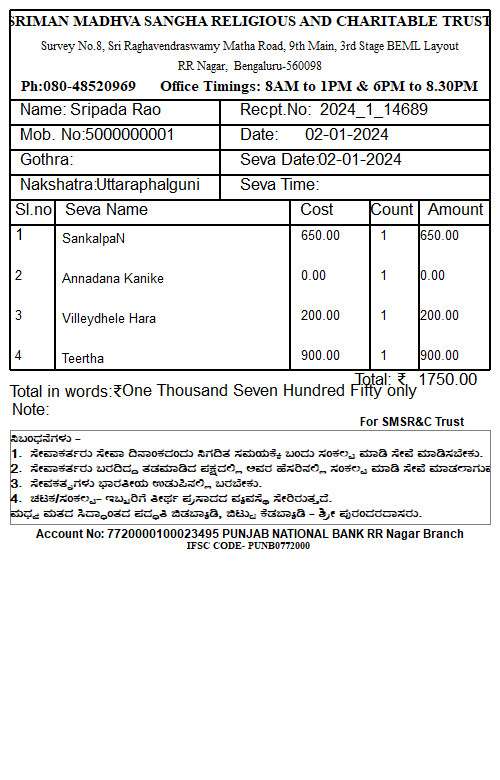 SRIMAN MADHVA SANGHA RELIGIOUS AND CHARITABLE TRUST
Survey No.8, Sri Raghavendraswamy Matha Road, 9th Main, 3rd Stage BEML Layout
RR Nagar, Bengaluru-560098
Ph:080-48520969 Office Timings: 8AM to 1PM & 6PM to 8.30PM
Name: Sripada Rao Recpt.No: 2024_1_14689
Mob. No:5000000001 Date: 02-01-2024
Gothra: Seva Date:02-01-2024
Nakshatra:Uttaraphalguni Seva Time:
Sl.no Seva Name Cost Count Amount
1 SankalpaN 650.00 1 650.00
2 Annadana Kanike 0.00 1 0.00
3 Villeydhele Hara 200.00 1 200.00
4 Teertha 900.00 1 900.00
Total: ₹ 1750.00
Total in words:₹One Thousand Seven Hundred Fifty only
Note:
For SMSR&C Trust
ನಿಬಂಧನೆಗಳು –
1. ಸೇವಾಕರ್ತರು ಸೇವಾ ದಿನಾಂಕದಂದು ನಿಗದಿತ ಸಮಯಕ್ಕೆ ಬಂದು ಸಂಕಲ್ಪ ಮಾಡಿ ಸೇವೆ ಮಾಡಿಸಬೇಕು.
2. ಸೇವಾಕರ್ತರು ಬರದಿದ್ದ ತಡಮಾಡಿದ ಪಕ್ಷದಲ್ಲಿ ಅವರ ಹೆಸರಿನಲ್ಲಿ ಸಂಕಲ್ಪ ಮಾಡಿ ಸೇವೆ
3. ಸೇವಕತೃಗಳು ಭಾರತೀಯ ಉಡುಪಿನಲ್ಲಿ ಬರಬೇಕು.
4. ಚಟಕ/ಸಂಕಲ್ಪ– ಇಬ್ಬರಿಗೆ ತೀರ್ಥ ಪ್ರಸಾದದ ವ್ಯವಸ್ಥೆ ಸೇರಿರುತ್ತದೆ.
ಮಧ್ವ ಮತದ ಸಿದ್ಧಾಂತದ ಪದ್ಧತಿ ಬಿಡಬ್ಯಾಡಿ, ಬಿಟ್ಟು ಕೆಡಬ್ಯಾಡಿ – ಶ್ರೀ ಪುರಂದರದಾಸರು.
Account No: 7720000100023495 PUNJAB NATIONAL BANK RR Nagar Branch
IFSC CODE- PUNB0772000